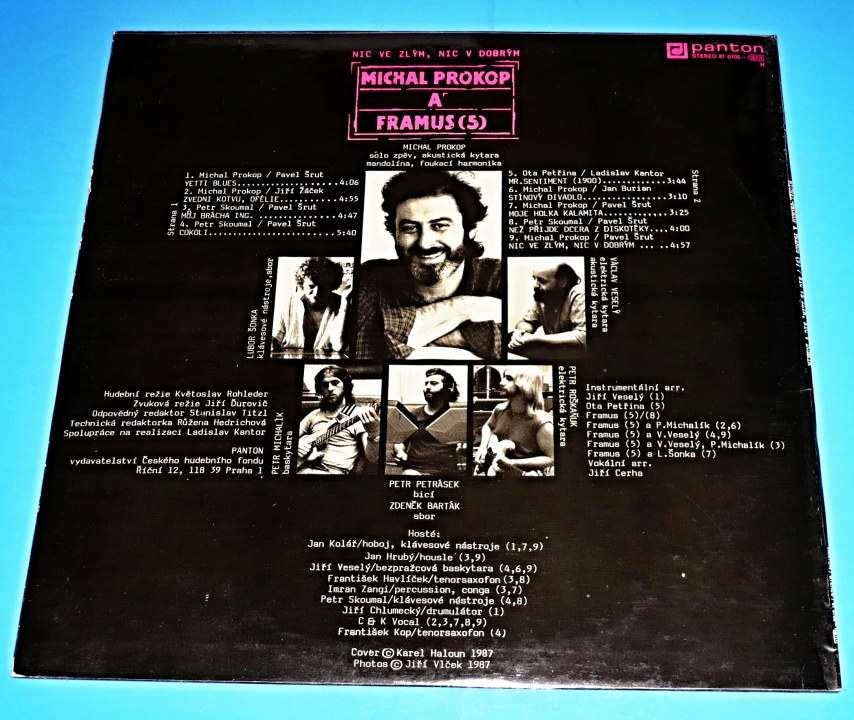 NIC VE ZLÝM, NIC V DOBRÝM
MICHAL PROKOP
A
FRAMUS(5)
panton
STEREO 81 0705-1
H
MICHAL PROKOP
sólo zpěv, akustická kytara
mandolína, foukací harmonika
Strana 1
1. Michal Prokop / Pavel Šrut
YETTI BLUES....................4:06
2. Michal Prokop / Jiří Žáček
ZVEDNI KOTVU, OFÉLIE...........4:55
3. Petr Skoumal / Pavel Šrut
MŮJ BRÁCHA ING. ...............4:47
4. Petr Skoumal / Pavel Šrut
COKOLI.........................5:40
Strana 2
5. Ota Petřina / Ladislav Kantor
MR.SENTIMENT (1900).............3:44
6. Michal Prokop / Jan Burian
STÍNOVÝ DIVADLO.................3:10
7. Michal Prokop / Pavel Šrut
MOJE HOLKA KALAMITA.............3:25
8. Petr Skoumal / Pavel Šrut
NEŽ PŘIJDE DCERA Z DISKOTÉKY....4:00
9. Michal Prokop / Pavel Šrut
NIC VE ZLÝM, NIC V DOBRÝM ... ..4:57
LUBOR ŠONKA
klávesové nástroje,sbor
VÁCLAV VESELÝ
elektrická kytara
akustická kytara
PETR MICHALÍK
baskytara
PETR ROŠKAŇUK
elektrická kytara
Hudební režie Květoslav Rohleder
Zvuková režie Jiří Ďurovič
Odpovědný redaktor Stanislav Titzl
Technická redaktorka Růžena Hedrichová
Spolupráce na realizaci Ladislav Kantor
PANTON
vydavatelství Českého hudebního fondu
Říční 12, 118 39 Praha 1
Instrumentální arr.
Jiří Veselý (1)
Ota Petřina (5)
Framus (5)/(8)
Framus (5) a P.Michalík (2,6)
Framus (5) a V.Veselý (4,9)
Framus (5) a V.Veselý, P.Michalík (3)
Framus (5) a L.Šonka (7)
Vokální arr.
Jiří Cerha
PETR PETRÁSEK
bicí
ZDENĚK BARTÁK
sbor
Hosté:
Jan Kolář/hoboj, klávesové nástroje (1,7,9)
Jan Hrubý/housle (3,9)
Jiří Veselý/bezpražcová baskytara (4,6,9)
František Havlíček/tenorsaxofon (3,8)
Imran Zangi/percussion, conga (3,7)
Petr Skoumal/klávesové nástroje (4,8)
Jiří Chlumecký/drumulátor (1)
C & K Vocal (2,3,7,8,9)
František Kop/tenorsaxofon (4)
Cover © Karel Haloun 1987
Photos © Jiří Vlček 1987